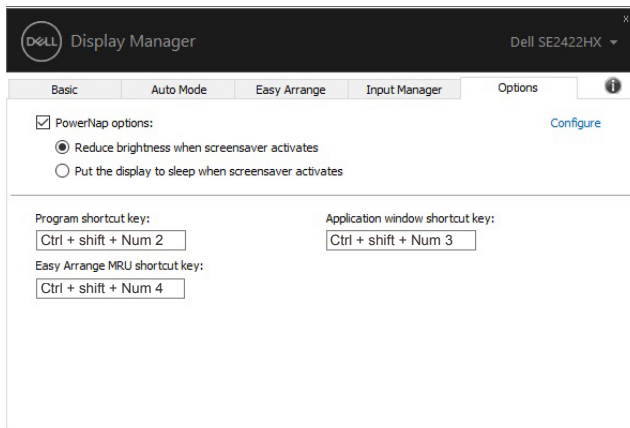 x
DELL Display Manager Dell SE2422HX
Basic Auto Mode Easy Arrange Input Manager Options i
PowerNap options: Configure
Reduce brightness when screensaver activates
Put the display to sleep when screensaver activates
Program shortcut key: Application window shortcut key:
Ctrl + shift + Num 2 Ctrl + shift + Num 3
Easy Arrange MRU shortcut key:
Ctrl + shift + Num 4